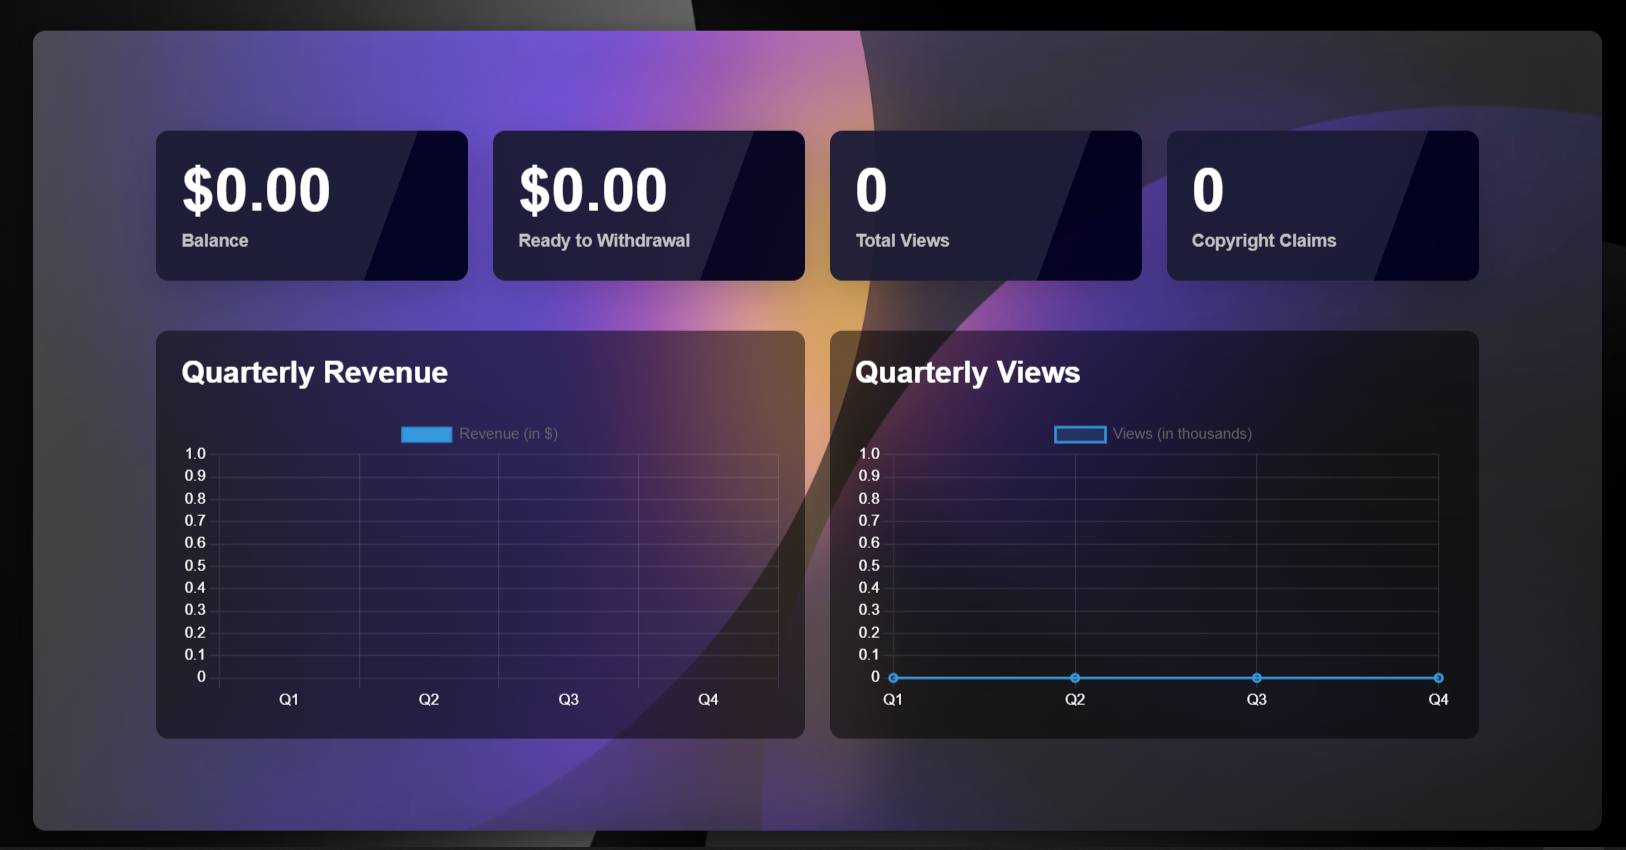 $0.00
Balance
$0.00
Ready to Withdrawal
0
Total Views
0
Copyright Claims
Quarterly Revenue
Revenue (in $)
1.0
0.9
0.8
0.7
0.6
0.5
0.4
0.3
0.2
0.1
0
Q1 Q2 Q3 Q4
Quarterly Views
Views (in thousands)
1.0
0.9
0.8
0.7
0.6
0.5
0.4
0.3
0.2
0.1
0
Q1 Q2 Q3 Q4